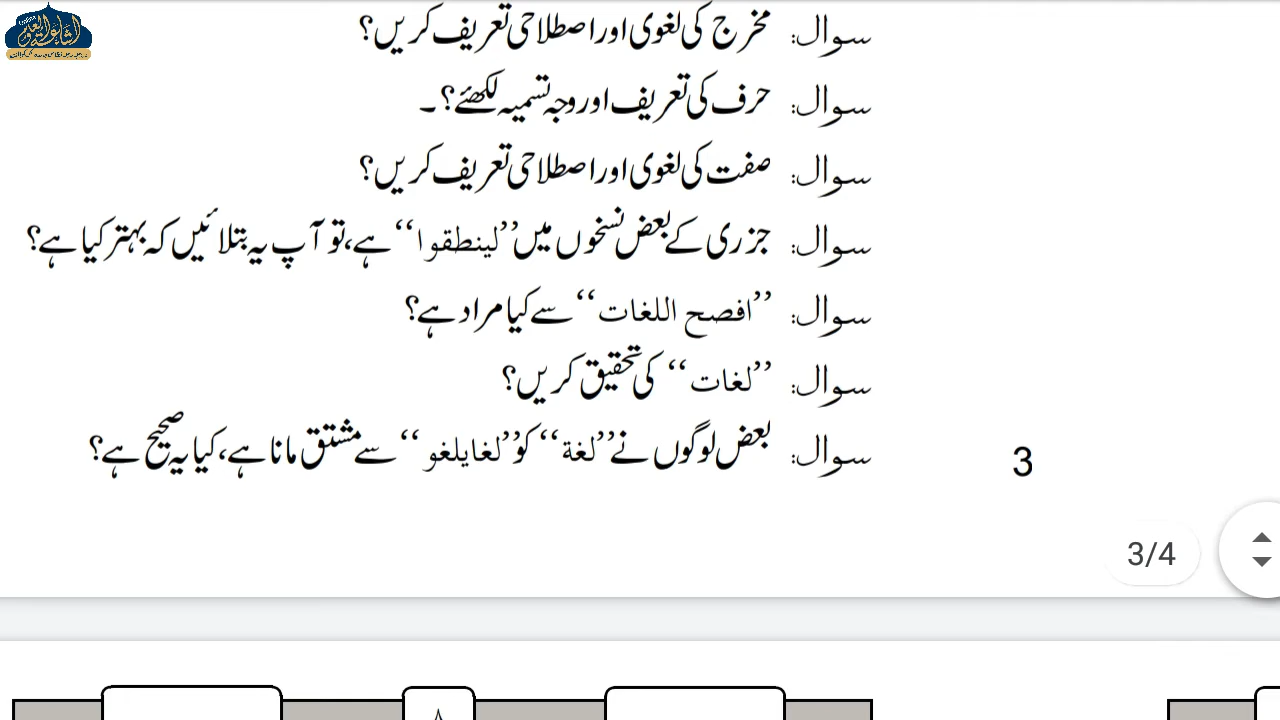 سوال: مخرج کی لغوی اور اصطلاحی تعریف کریں؟
سوال: حرف کی تعریف اور وجہ تسمیہ لکھئے؟۔
سوال: صفت کی لغوی اور اصطلاحی تعریف کریں؟
سوال: جزری کے بعض نسخوں میں ’’لینطقوا‘‘ ہے، تو آپ یہ بتلائیں کہ بہتر کیا ہے؟
سوال: ’’افصح اللغات‘‘ سے کیا مراد ہے؟
سوال: ’’لغات‘‘ کی تحقیق کریں؟
سوال: بعض لوگوں نے ’’لغة‘‘ کو ’’لغا یلغو‘‘ سے مشتق مانا ہے، کیا یہ صحیح ہے؟
3
3/4